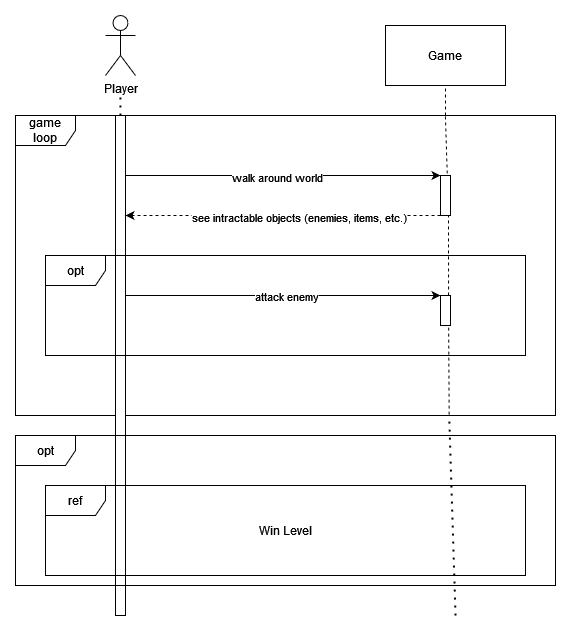 Player
Game
game
loop
walk around world
see intractable objects (enemies, items, etc.)
opt
attack enemy
opt
ref
Win Level